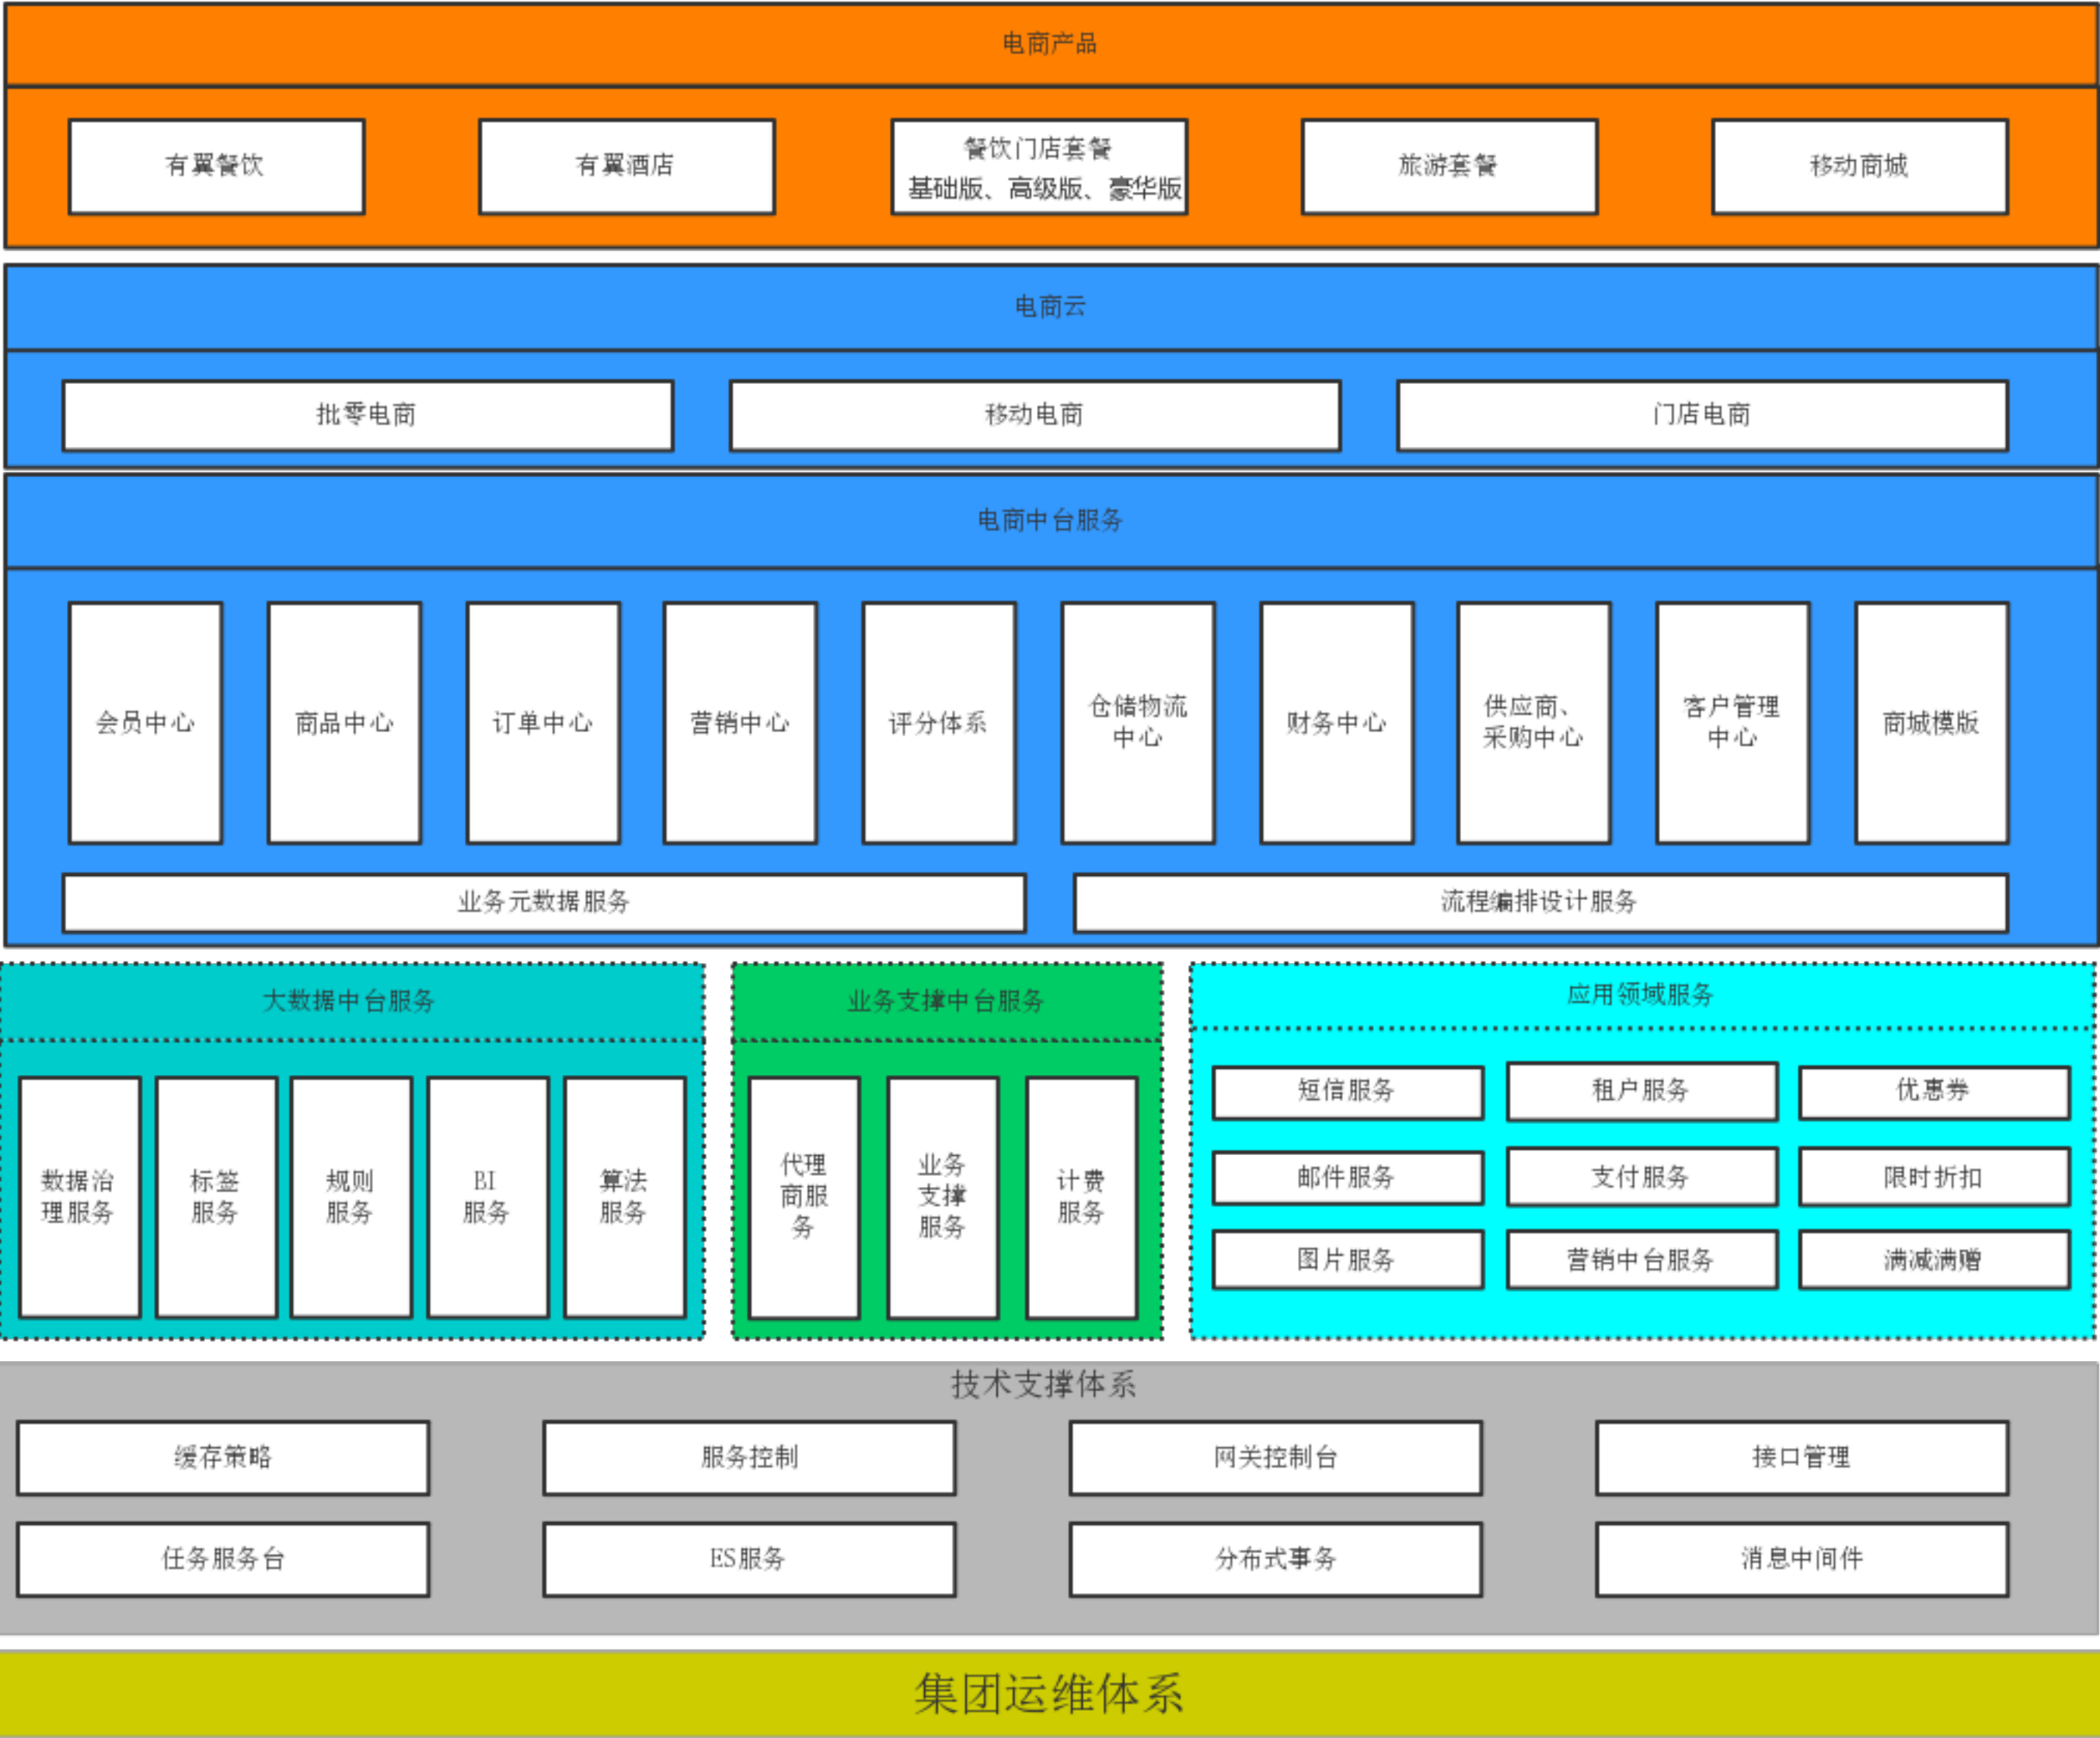 电商产品
有翼餐饮
有翼酒店
餐饮门店套餐
基础版、高级版、豪华版
旅游套餐
移动商城
电商云
批零电商
移动电商
门店电商
电商中台服务
会员中心
商品中心
订单中心
营销中心
评分体系
仓储物流
中心
财务中心
供应商、
采购中心
客户管理
中心
商城模版
业务元数据服务
流程编排设计服务
大数据中台服务
数据治
理服务
标签
服务
规则
服务
BI
服务
算法
服务
业务支撑中台服务
代理
商服
务
业务
支撑
服务
计费
服务
应用领域服务
短信服务
租户服务
优惠券
邮件服务
支付服务
限时折扣
图片服务
营销中台服务
满减满赠
技术支撑体系
缓存策略
服务控制
网关控制台
接口管理
任务服务台
ES服务
分布式事务
消息中间件
集团运维体系